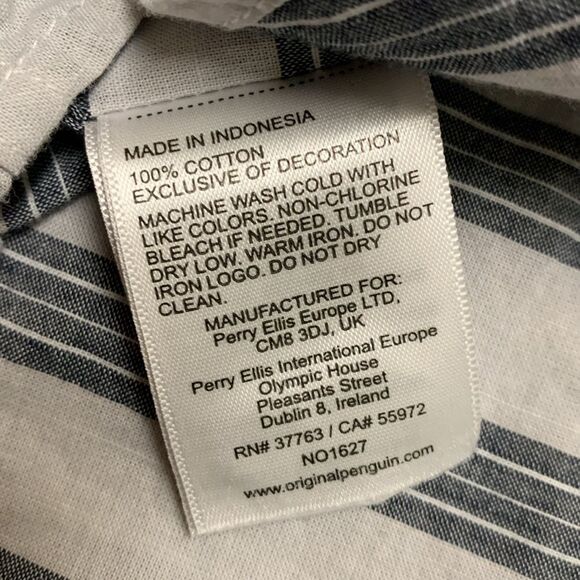 MADE IN INDONESIA
100% COTTON
EXCLUSIVE OF DECORATION
MACHINE WASH COLD WITH
LIKE COLORS. NON-CHLORINE
BLEACH IF NEEDED. TUMBLE
DRY LOW. WARM IRON. DO NOT
IRON LOGO. DO NOT DRY
CLEAN.
MANUFACTURED FOR:
Perry Ellis Europe LTD,
CM8 3DJ, UK
Perry Ellis International Europe
Olympic House
Pleasants Street
Dublin 8, Ireland
RN# 37763 / CA# 55972
NO1627
www.originalpenguin.com